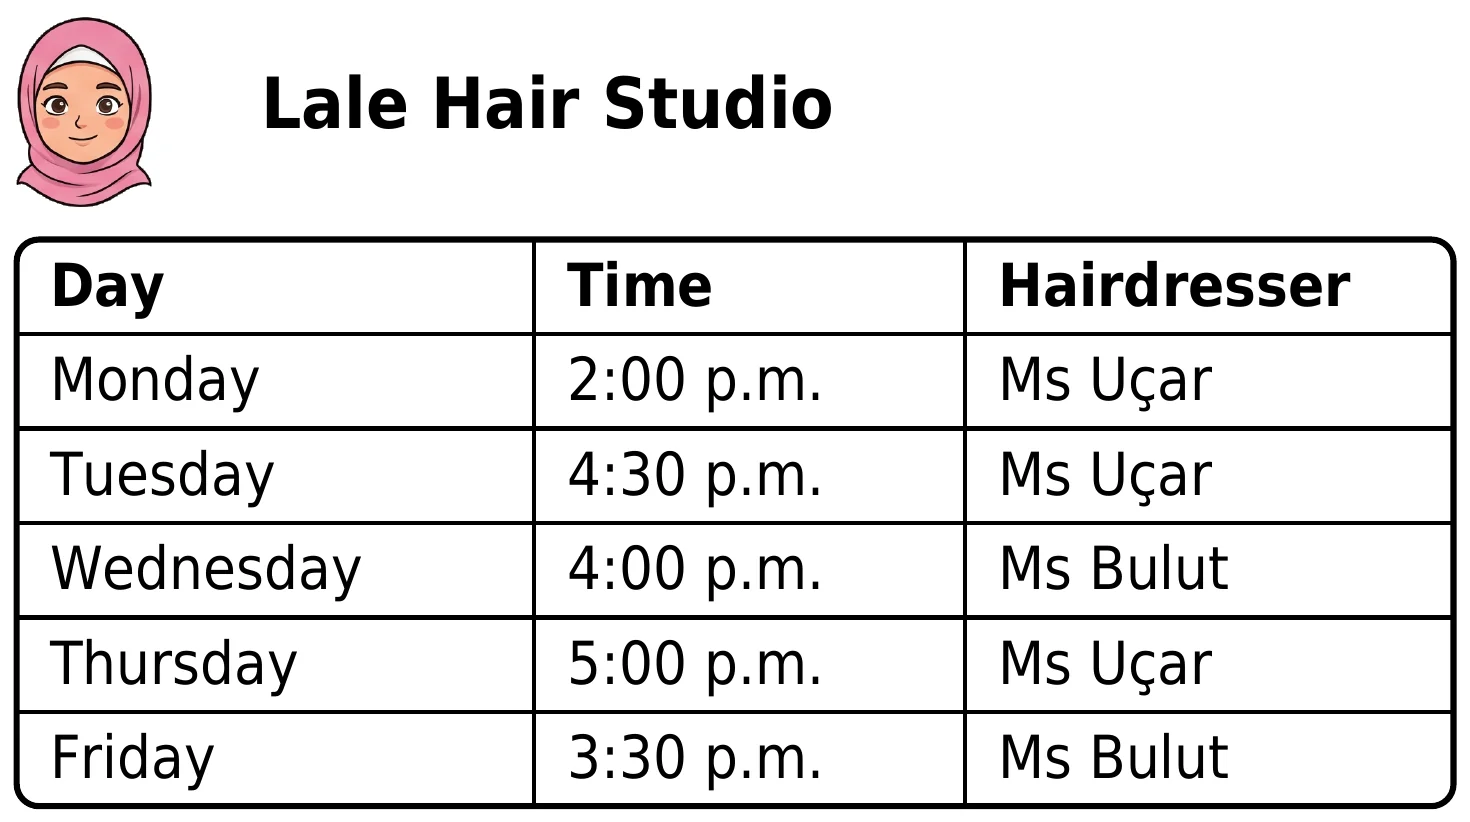 Lale Hair Studio
Day Time Hairdresser
Monday 2:00 p.m. Ms Uçar
Tuesday 4:30 p.m. Ms Uçar
Wednesday 4:00 p.m. Ms Bulut
Thursday 5:00 p.m. Ms Uçar
Friday 3:30 p.m. Ms Bulut